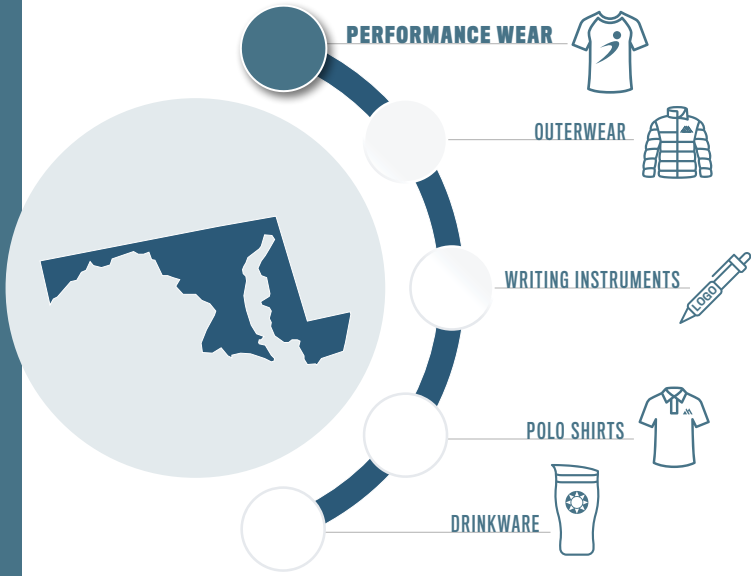 PERFORMANCE WEAR
OUTERWEAR
WRITING INSTRUMENTS
LOGO
POLO SHIRTS
DRINKWARE